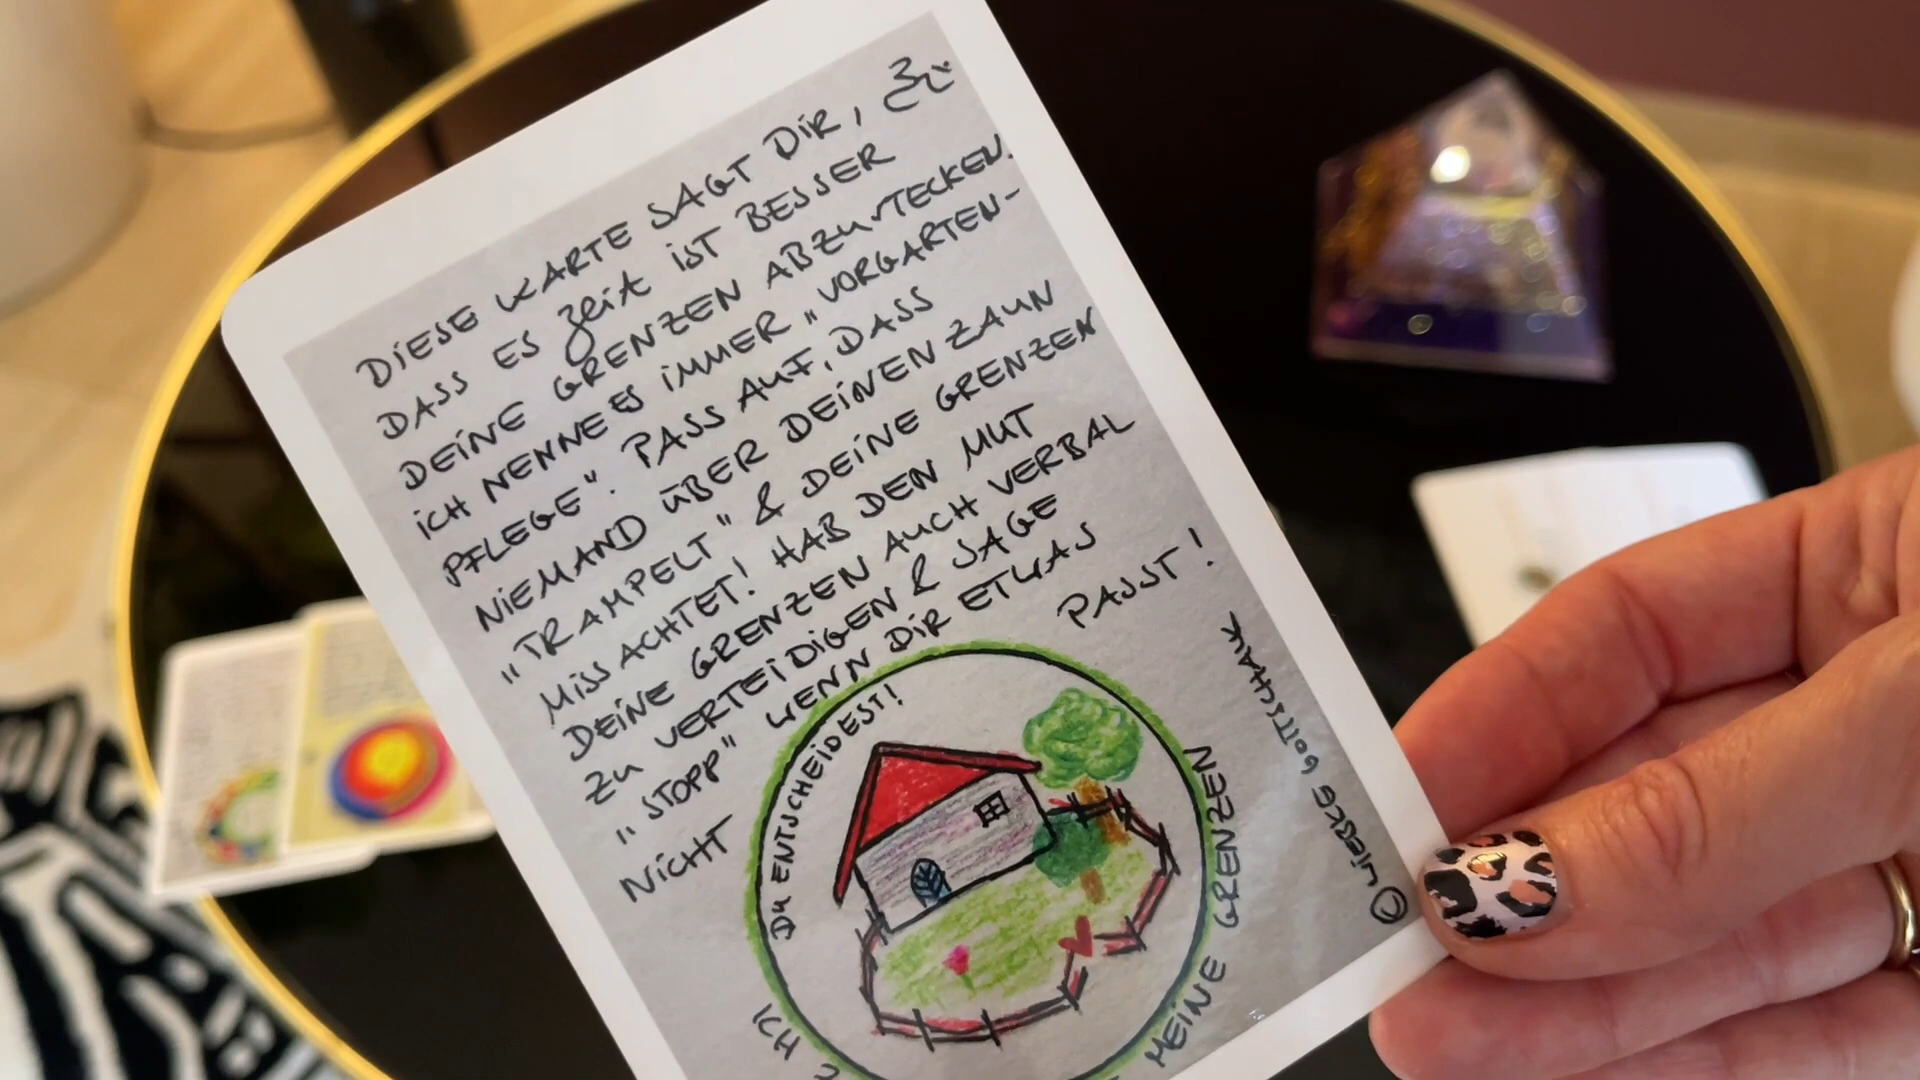 DIESE KARTE SAGT DIR,
DASS ES Zeit IST BESSER
DEINE GRENZEN ABZUSTECKEN.
ICH NENNE ES IMMER "VORGARTEN-
PFLEGE". PASS AUF, DASS
NIEMAND ÜBER DEINEN ZAUN
"TRAMPELT" & DEINE GRENZEN
MISSACHTET! HAB DEN MUT
DEINE GRENZEN AUCH VERBAL
ZU VERTEIDIGEN & SAGE
"STOPP" WENN DIR ETWAS
NICHT PASST!
DU ENTSCHEIDEST!
MEINE GRENZEN
© WIEBKE GOTTSCHALK